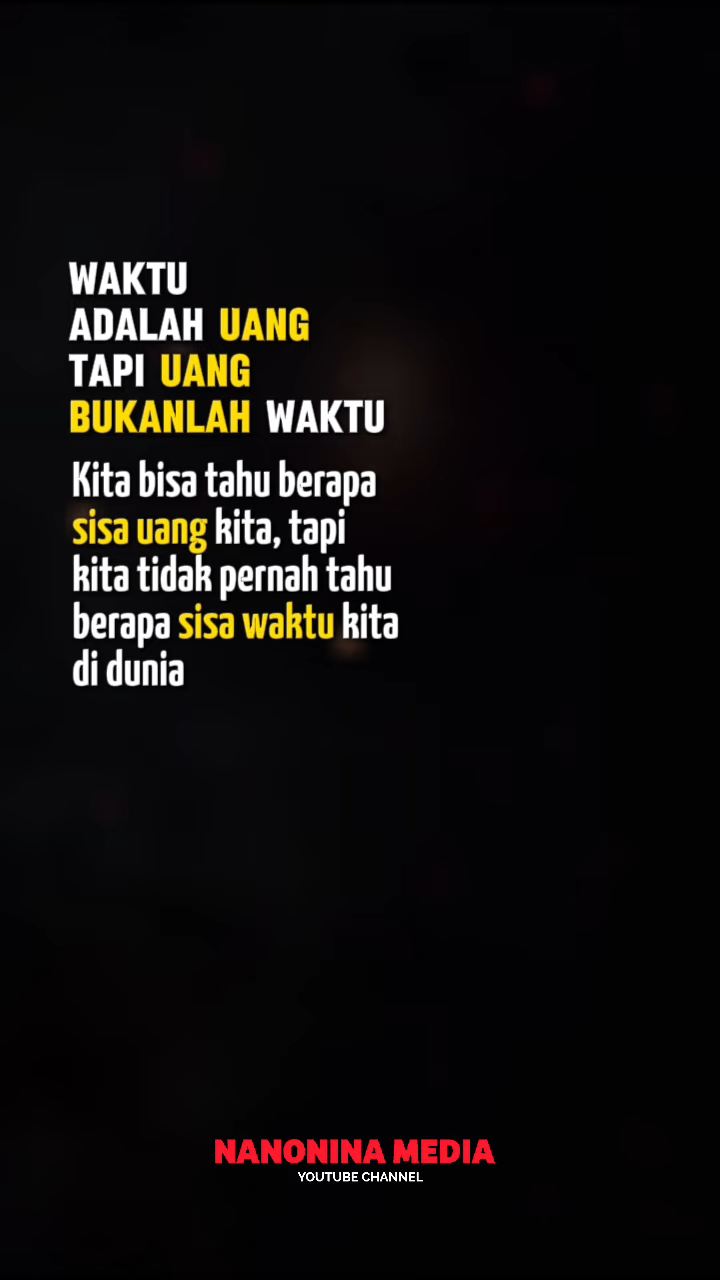 WAKTU
ADALAH UANG
TAPI UANG
BUKANLAH WAKTU
Kita bisa tahu berapa
sisa uang kita, tapi
kita tidak pernah tahu
berapa sisa waktu kita
di dunia
NANONINA MEDIA
YOUTUBE CHANNEL